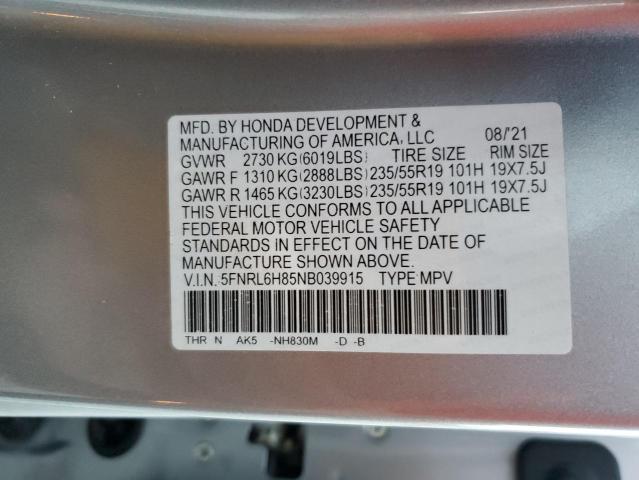 MFD. BY HONDA DEVELOPMENT &
MANUFACTURING OF AMERICA, LLC 08/'21
GVWR 2730 KG(6019LBS) TIRE SIZE RIM SIZE
GAWR F 1310 KG(2888LBS) 235/55R19 101H 19X7.5J
GAWR R 1465 KG(3230LBS) 235/55R19 101H 19X7.5J
THIS VEHICLE CONFORMS TO ALL APPLICABLE
FEDERAL MOTOR VEHICLE SAFETY
STANDARDS IN EFFECT ON THE DATE OF
MANUFACTURE SHOWN ABOVE.
V.I.N. 5FNRL6H85NB039915 TYPE MPV
THR N AK5 -NH830M -D -B